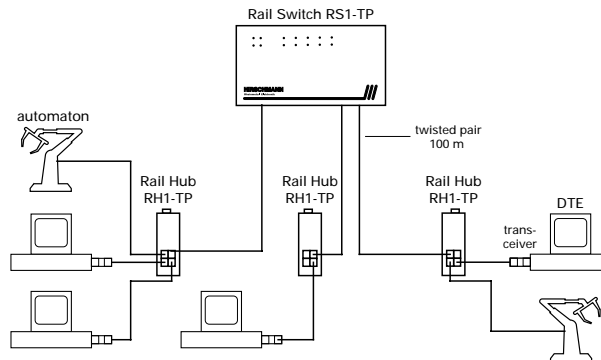 Rail Switch RS1-TP
HIRSCHMANN
automaton
twisted pair
100 m
Rail Hub
RH1-TP
Rail Hub
RH1-TP
Rail Hub
RH1-TP
DTE
trans-
ceiver